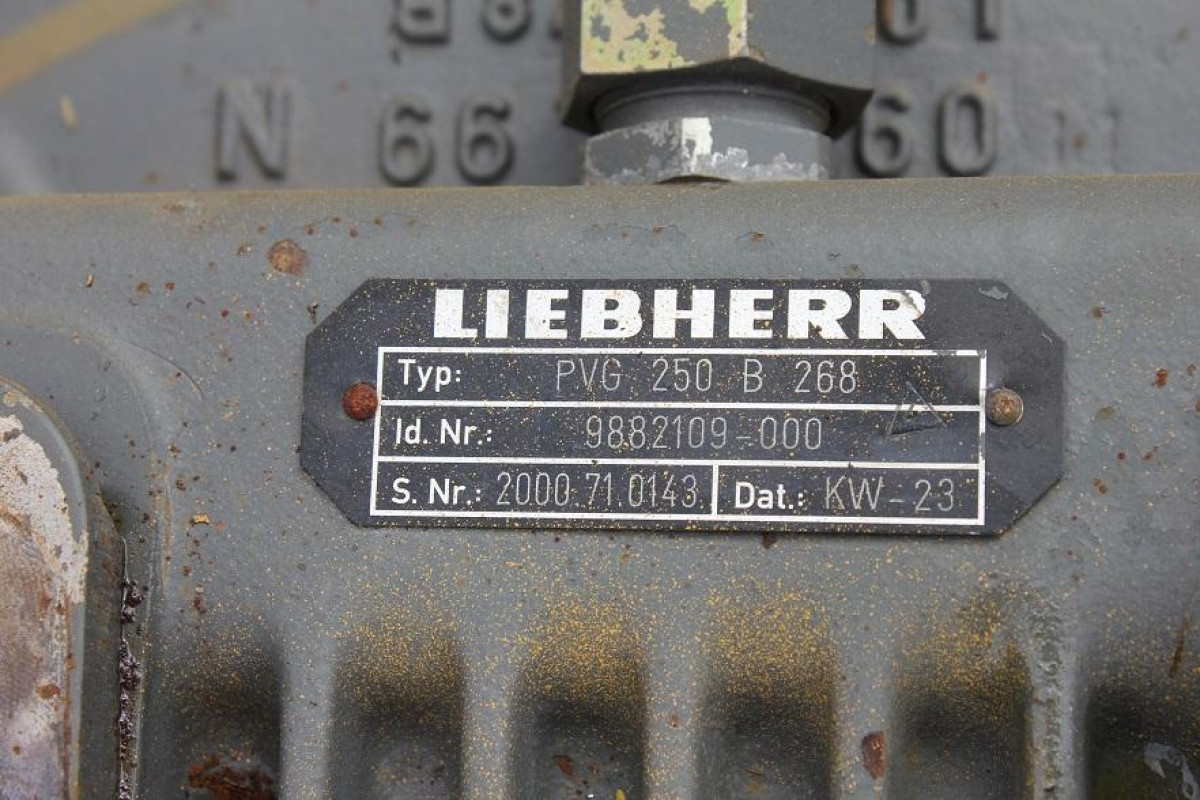 N 66 60
LIEBHERR
Typ: PVG 250 B 268
Id. Nr.: 9882109-000
S. Nr.: 2000.71.0143 Dat.: KW-23